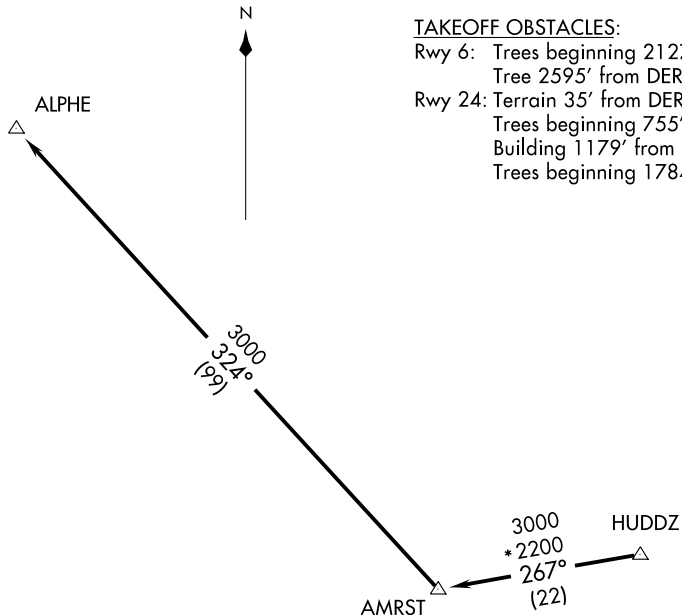 N
TAKEOFF OBSTACLES:
Rwy 6: Trees beginning
Tree 2595' from DER
Rwy 24: Terrain 35' from DER
Trees beginning 755'
Building 1179' from
Trees beginning
ALPHE
3000
324°
(99)
3000
HUDDZ
*2200
267°
(22)
AMRST